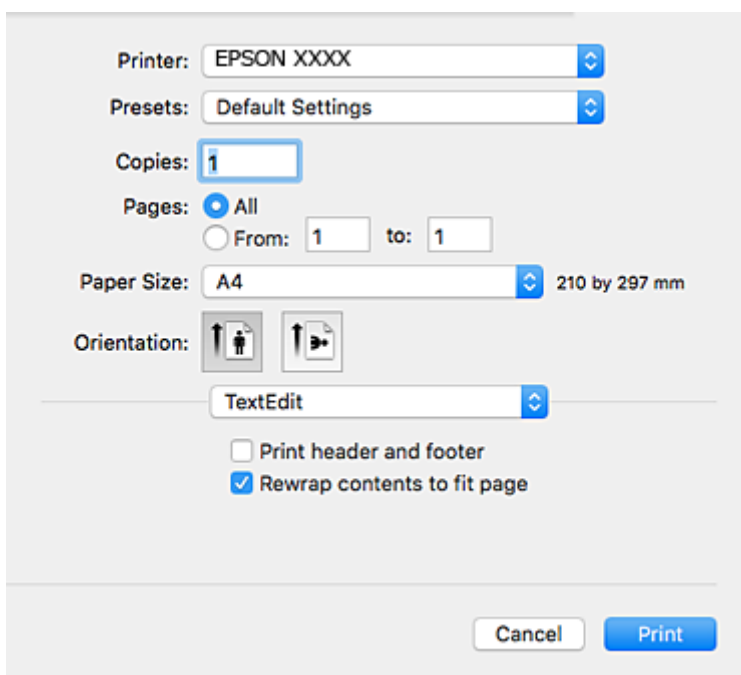 Printer: EPSON XXXX
Presets: Default Settings
Copies: 1
Pages: All
From: 1 to: 1
Paper Size: A4 210 by 297 mm
Orientation:
TextEdit
Print header and footer
Rewrap contents to fit page
Cancel Print